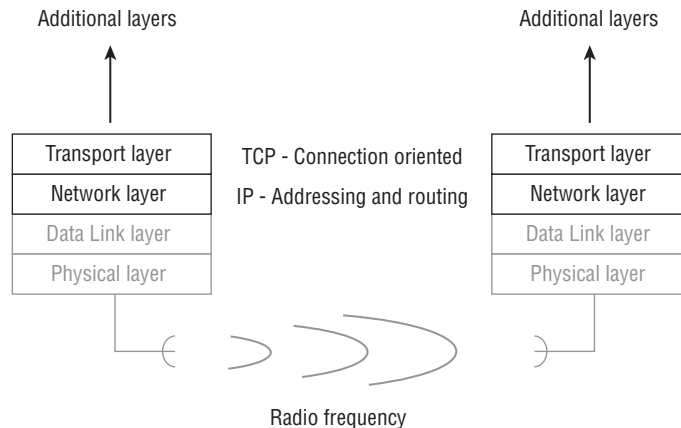 Additional layers
Additional layers
Transport layer
TCP - Connection oriented
Transport layer
Network layer
IP - Addressing and routing
Network layer
Data Link layer
Data Link layer
Physical layer
Physical layer
Radio frequency